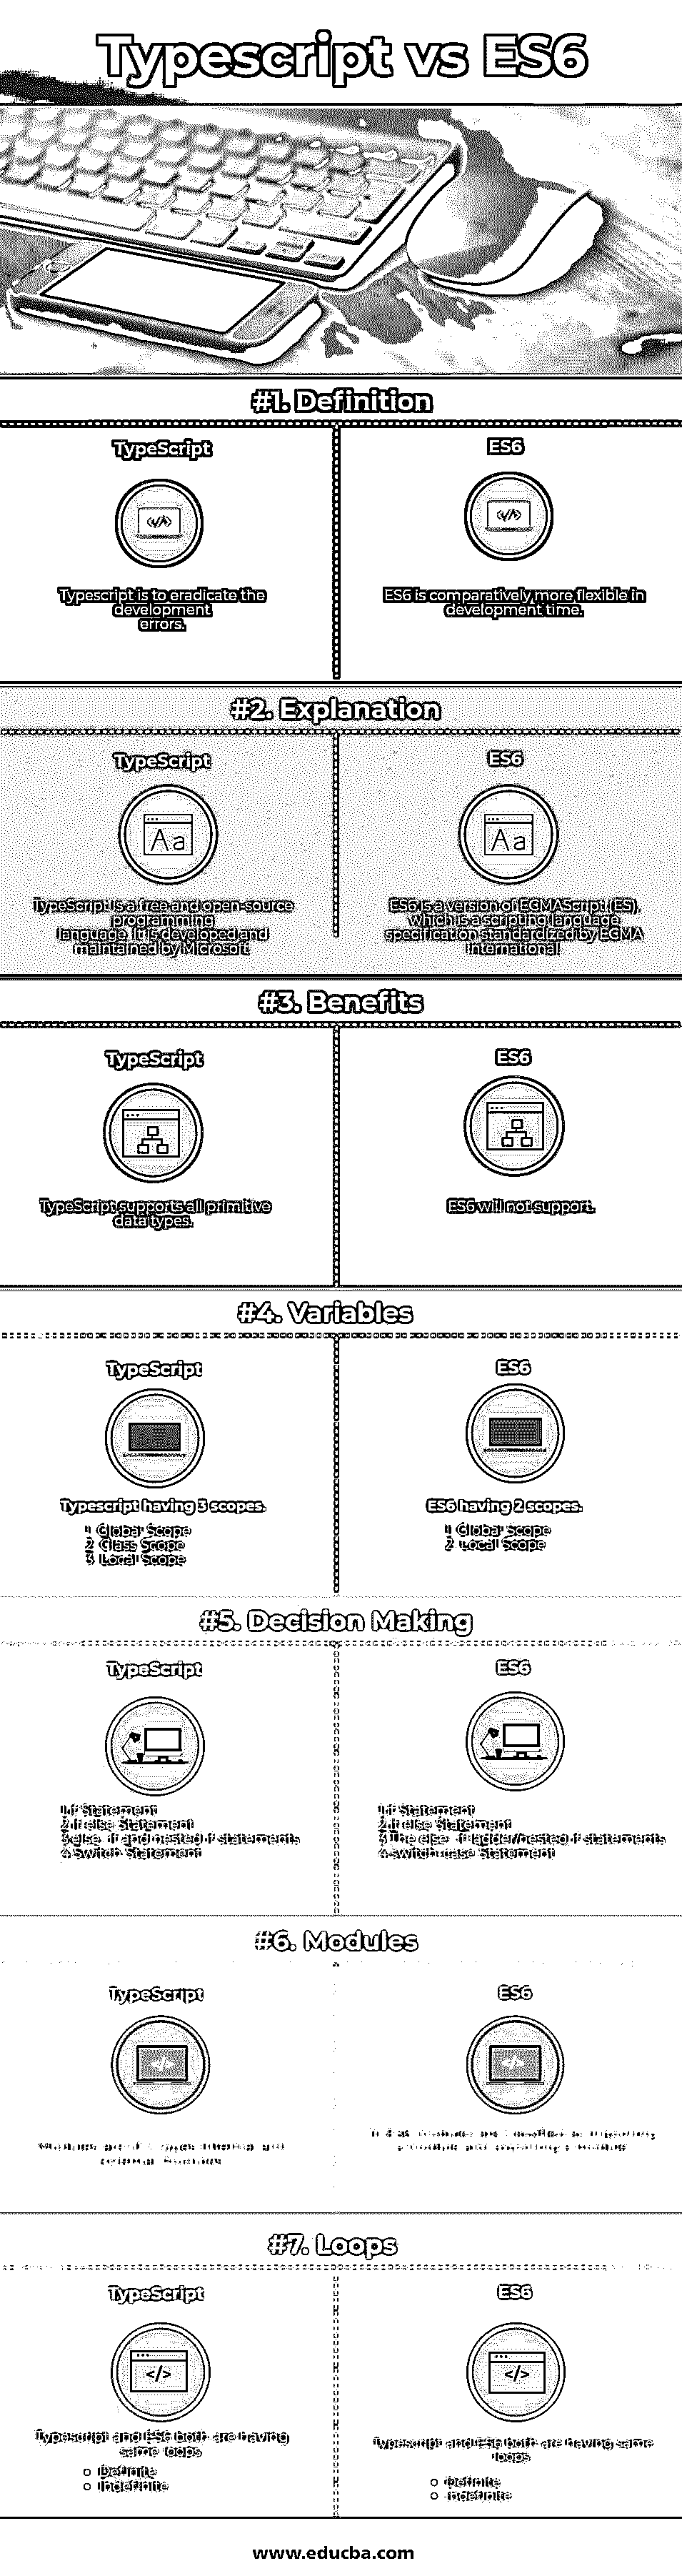 Typescript vs ES6
#1. Definition
TypeScript
ES6
Typescript is to eradicate the
development
errors.
ES6 is comparatively more flexible in
development time.
#2. Explanation
TypeScript
ES6
TypeScript is a free and open-source
programming
language. It is developed and
maintained by Microsoft
ES6 is a version of ECMAScript (ES),
which is a scripting language
specification standardized by ECMA
International
#3. Benefits
TypeScript
ES6
TypeScript supports all primitive
data types.
ES6 will not support.
#4. Variables
TypeScript
ES6
Typescript having 3 scopes.
1 Global Scope
2 Class Scope
3 Local Scope
ES6 having 2 scopes.
1 Global Scope
2 Local Scope
#5. Decision Making
TypeScript
ES6
1.if Statement
2.if else Statement
3.else if and nested if statements
4.Switch Statement
1.if Statement
2.if else Statement
3.The else if ladder/nested if statements
4.switch case Statement
#6. Modules
TypeScript
ES6
#7. Loops
TypeScript
ES6
Typescript and ES6 both are having
same loops
o Definite
o Indefinite
Typescript and ES6 both are having same
loops
o Definite
o Indefinite
www.educba.com